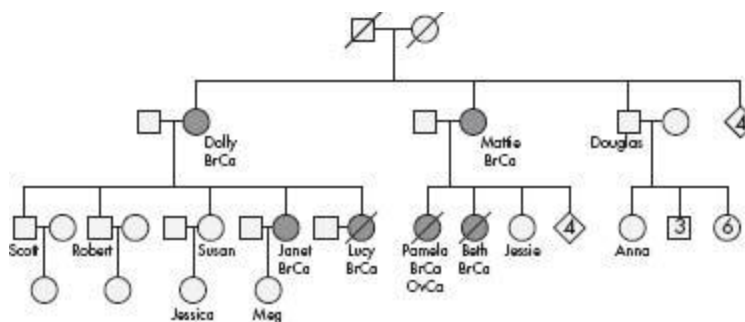 4
Dolly
BrCa
Mattie
BrCa
Douglas
Scott
Robert
Susan
Janet
BrCa
Lucy
BrCa
Pamela
BrCa
OvCa
Beth
BrCa
Jessie
4
Anna
3
6
Jessica
Meg